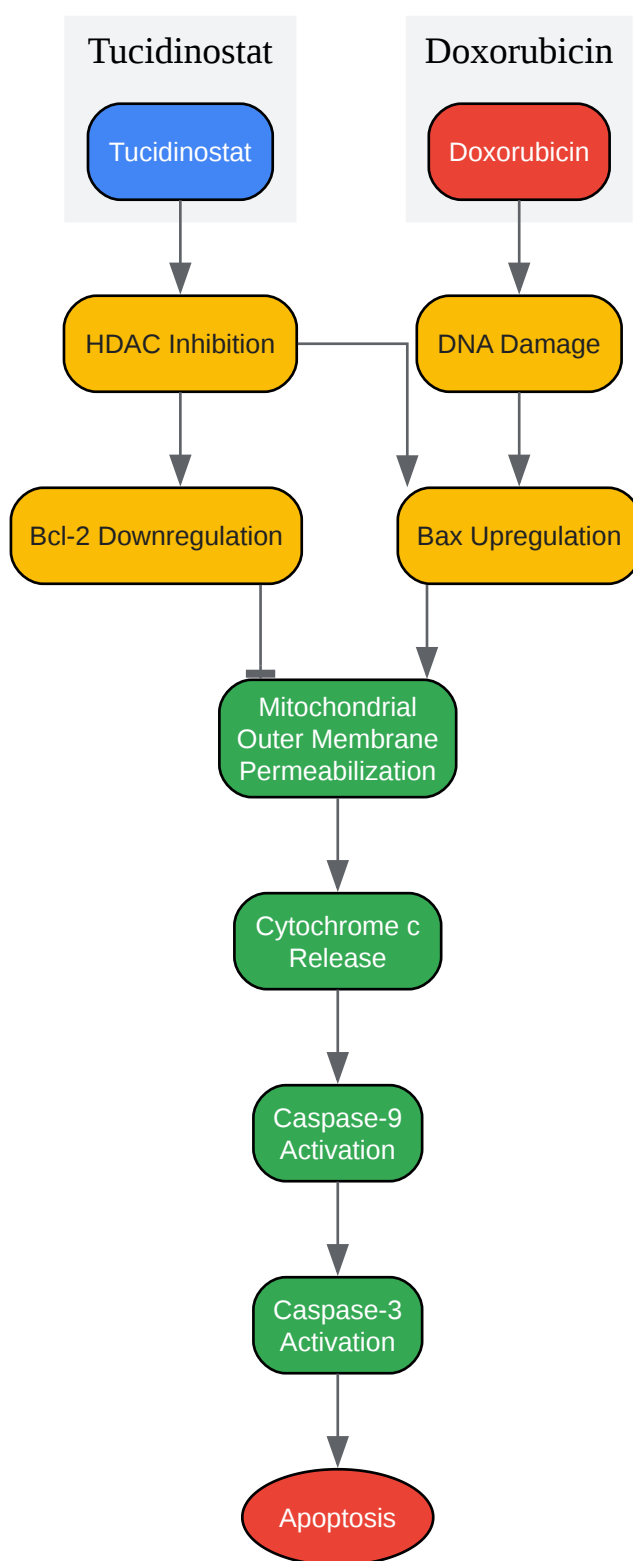 Tucidinostat
Doxorubicin
Tucidinostat
Doxorubicin
HDAC Inhibition
DNA Damage
Bcl-2 Downregulation
Bax Upregulation
Mitochondrial
Outer Membrane
Permeabilization
Cytochrome c
Release
Caspase-9
Activation
Caspase-3
Activation
Apoptosis